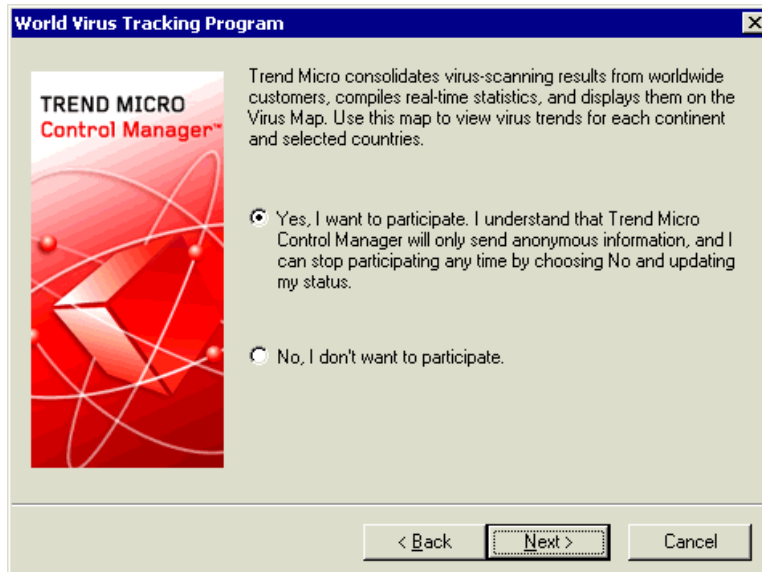 World Virus Tracking Program
TREND MICRO
Control Manager™
Trend Micro consolidates virus-scanning results from worldwide
customers, compiles real-time statistics, and displays them on the
Virus Map. Use this map to view virus trends for each continent
and selected countries.
Yes, I want to participate. I understand that Trend Micro
Control Manager will only send anonymous information, and I
can stop participating any time by choosing No and updating
my status.
No, I don't want to participate.
< Back
Next >
Cancel